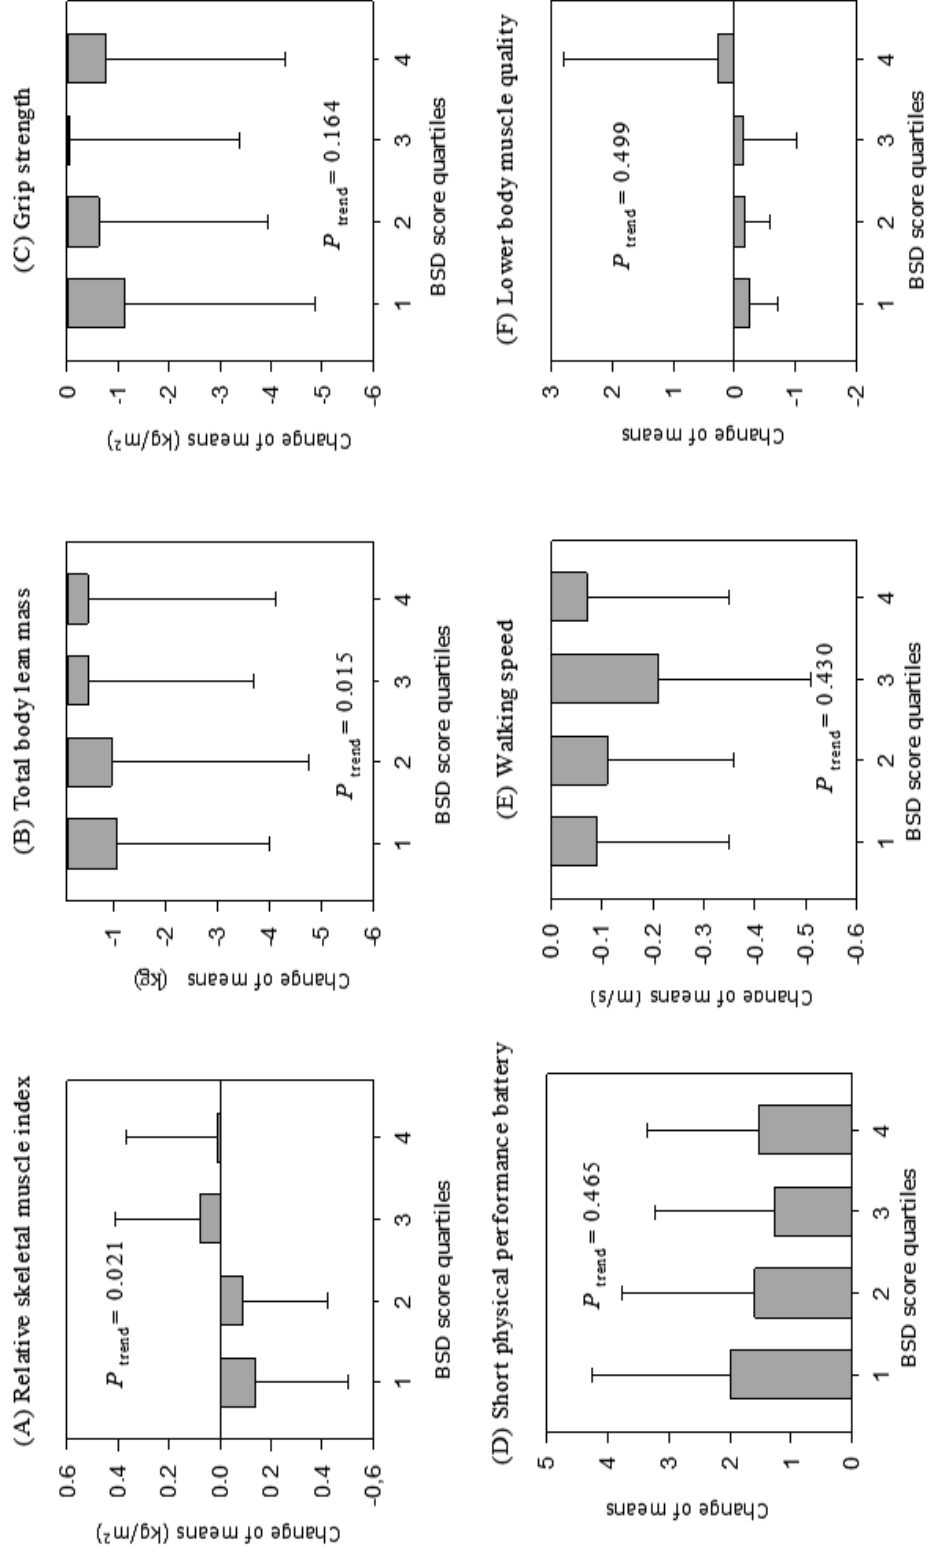 (A) Relative skeletal muscle index
Change of means (kg/m²)
0.6
0.4
0.2
0.0
-0.2
-0.4
-0,6
P trend = 0.021
1 2 3 4
BSD score quartiles
(B) Total body lean mass
Change of means (kg)
-1
-2
-3
-4
-5
-6
P trend = 0.015
1 2 3 4
BSD score quartiles
(C) Grip strength
Change of means (kg/m²)
0
-1
-2
-3
-4
-5
-6
P trend = 0.164
1 2 3 4
BSD score quartiles
(D) Short physical performance battery
Change of means
5
4
3
2
1
0
P trend = 0.465
1 2 3 4
BSD score quartiles
(E) Walking speed
Change of means (m/s)
0.0
-0.1
-0.2
-0.3
-0.4
-0.5
-0.6
P trend = 0.430
1 2 3 4
BSD score quartiles
(F) Lower body muscle quality
Change of means
3
2
1
0
-1
-2
P trend = 0.499
1 2 3 4
BSD score quartiles